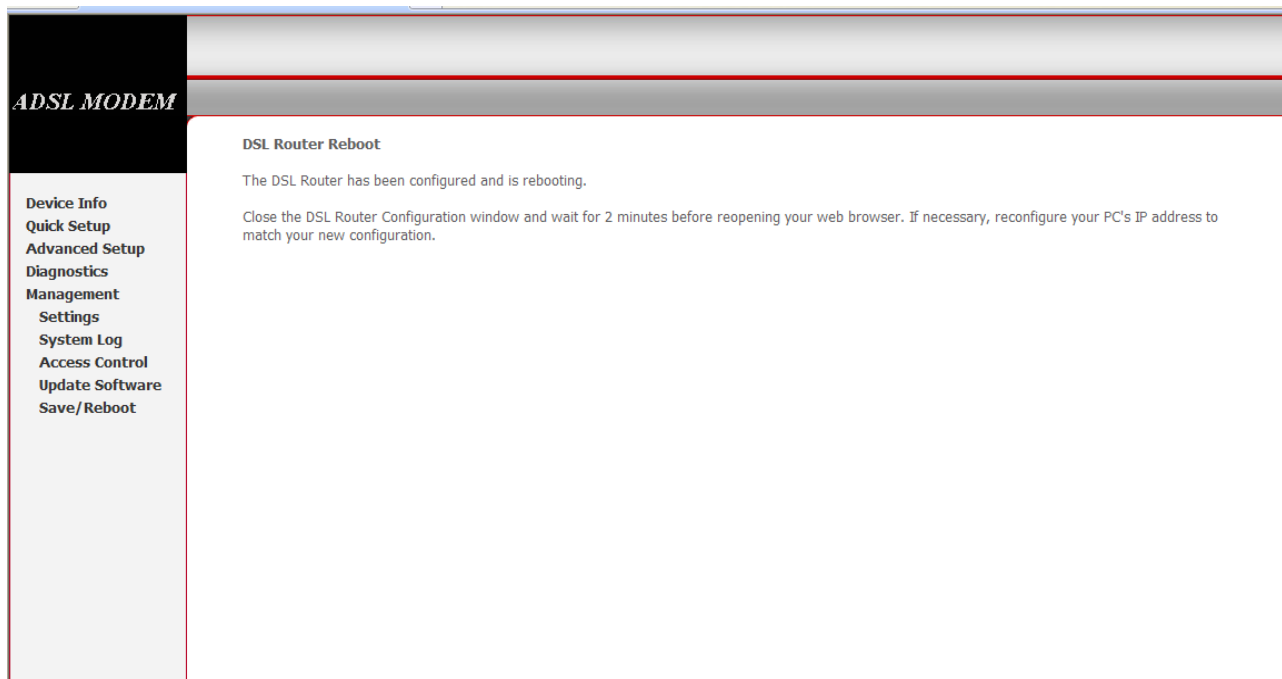 ADSL MODEM
Device Info
Quick Setup
Advanced Setup
Diagnostics
Management
Settings
System Log
Access Control
Update Software
Save/Reboot
DSL Router Reboot
The DSL Router has been configured and is rebooting.
Close the DSL Router Configuration window and wait for 2 minutes before reopening your web browser. If necessary, reconfigure your PC's IP address to
match your new configuration.